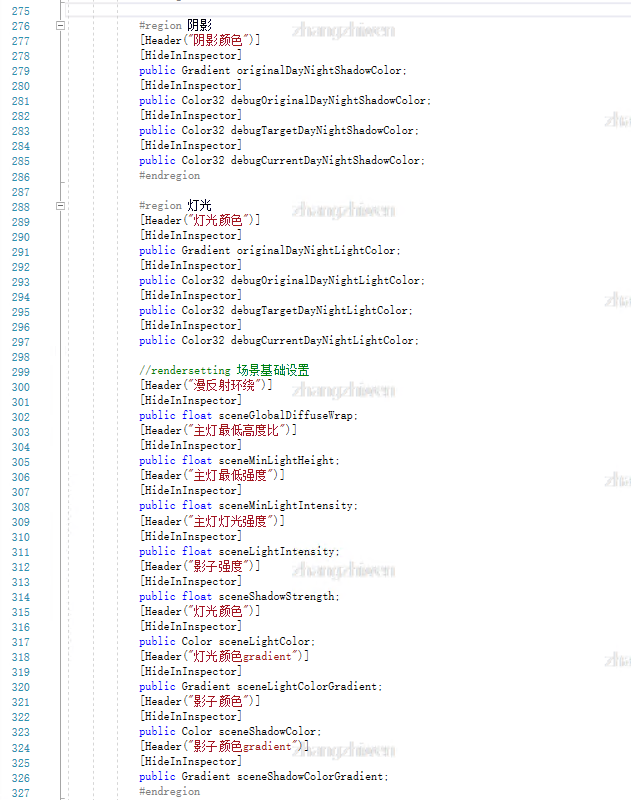 275
276 #region 阴影
277 [Header("阴影颜色")]
278 [HideInInspector]
279 public Gradient originalDayNightShadowColor;
280 [HideInInspector]
281 public Color32 debugOriginalDayNightShadowColor;
282 [HideInInspector]
283 public Color32 debugTargetDayNightShadowColor;
284 [HideInInspector]
285 public Color32 debugCurrentDayNightShadowColor;
286 #endregion
287
288 #region 灯光
289 [Header("灯光颜色")]
290 [HideInInspector]
291 public Gradient originalDayNightLightColor;
292 [HideInInspector]
293 public Color32 debugOriginalDayNightLightColor;
294 [HideInInspector]
295 public Color32 debugTargetDayNightLightColor;
296 [HideInInspector]
297 public Color32 debugCurrentDayNightLightColor;
298
299 //rendersetting 场景基础设置
300 [Header("漫反射环绕")]
301 [HideInInspector]
302 public float sceneGlobalDiffuseWrap;
303 [Header("主灯最低高度比")]
304 [HideInInspector]
305 public float sceneMinLightHeight;
306 [Header("主灯最低强度")]
307 [HideInInspector]
308 public float sceneMinLightIntensity;
309 [Header("主灯灯光强度")]
310 [HideInInspector]
311 public float sceneLightIntensity;
312 [Header("影子强度")]
313 [HideInInspector]
314 public float sceneShadowStrength;
315 [Header("灯光颜色")]
316 [HideInInspector]
317 public Color sceneLightColor;
318 [Header("灯光颜色gradient")]
319 [HideInInspector]
320 public Gradient sceneLightColorGradient;
321 [Header("影子颜色")]
322 [HideInInspector]
323 public Color sceneShadowColor;
324 [Header("影子颜色gradient")]
325 [HideInInspector]
326 public Gradient sceneShadowColorGradient;
327 #endregion
zhangzhiwen
zhangzhiwen
zhangzhiwen
zhangzhiwen
zhangzhiwen